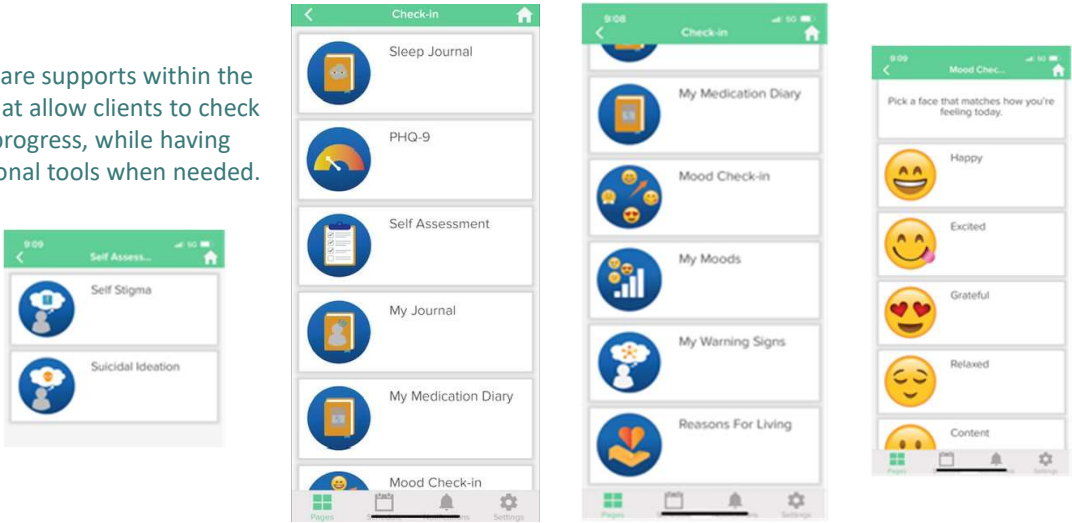 are supports within the
at allow clients to check
progress, while having
onal tools when needed.
9:09
Self Assess...
Self Stigma
Suicidal Ideation
Check-in
Sleep Journal
PHQ-9
Self Assessment
My Journal
My Medication Diary
Mood Check-in
Pages
Settings
9:08
5G
Check-in
My Medication Diary
Mood Check-in
My Moods
My Warning Signs
Reasons For Living
Pages
Settings
9:09
Mood Chec...
Pick a face that matches how you're
feeling today.
Happy
Excited
Grateful
Relaxed
Content
Pages
Settings